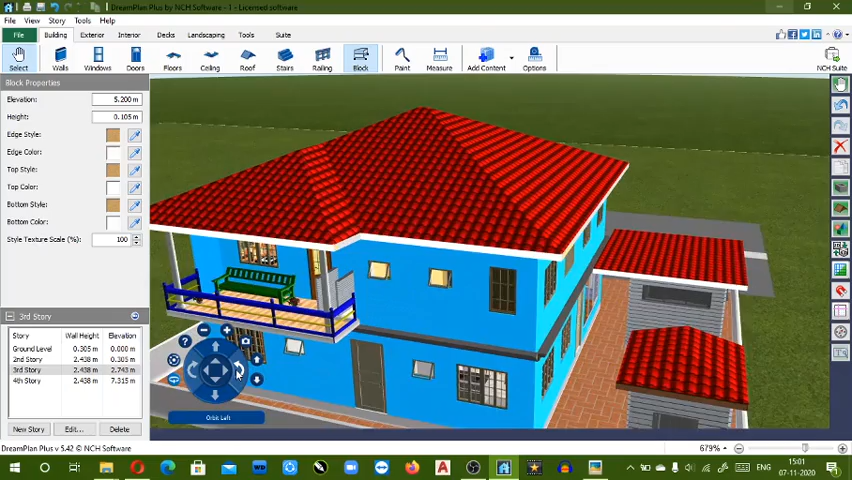 DreamPlan Plus by NCH Software - 1 - Licensed software
File View Story Tools Help
File Building Exterior Interior Decks Landscaping Tools Suite
Select Walls Windows Doors Floors Ceiling Roof Stairs Railing Block Paint Measure Add Content Options NCH Suite
Block Properties
Elevation: 5.200 m
Height: 0.105 m
Edge Style:
Edge Color:
Top Style:
Top Color:
Bottom Style:
Bottom Color:
Style Texture Scale (%): 100
3rd Story
Story Wall Height Elevation
Ground Level 0.305 m 0.000 m
2nd Story 2.438 m 0.305 m
3rd Story 2.438 m 2.743 m
4th Story 2.438 m 7.315 m
Orbit Left
New Story Edit... Delete
DreamPlan Plus v 5.42 © NCH Software 679%
ENG 15:01
07-11-2020